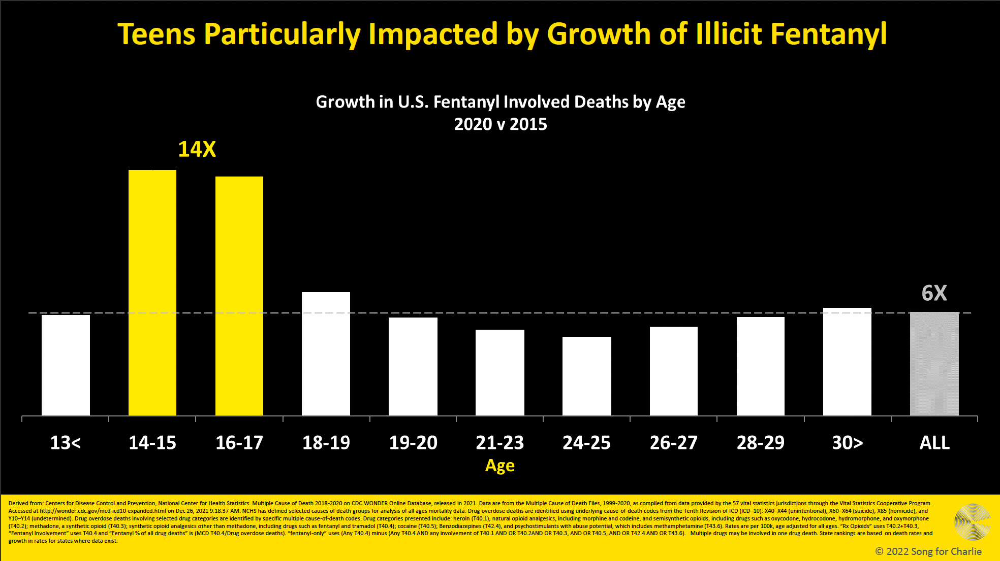 Teens Particularly Impacted by Growth of Illicit Fentanyl
Growth in U.S. Fentanyl Involved Deaths by Age
2020 v 2015
14X
6X
13<
14-15
16-17
18-19
19-20
21-23
24-25
26-27
28-29
30>
ALL
Age
Derived from: Centers for Disease Control and Prevention, National Center for Health Statistics. Multiple Cause of Death 2018-2020 on CDC WONDER Online Database, released in 2021. Data are from the Multiple Cause of Death Files, 1999-2020, as compiled from data provided by the 57 vital statistics jurisdictions through the Vital Statistics Cooperative Program.
Accessed at http://wonder.cdc.gov/mcd-icd10-expanded.html on Dec 26, 2021 9:18:37 AM. NCHS has defined selected causes of death groups for analysis of all ages mortality data: Drug overdose deaths are identified using underlying cause-of-death codes from the Tenth Revision of ICD (ICD–10): X40–X44 (unintentional), X60–X64 (suicide), X85 (homicide), and
Y10–Y14 (undetermined). Drug overdose deaths involving selected drug categories are identified by specific multiple cause-of-death codes. Drug categories presented include: heroin (T40.1); natural opioid analgesics, including morphine and codeine, and semisynthetic opioids, including drugs such as oxycodone, hydrocodone, hydromorphone, and oxymorphone
(T40.2); methadone, a synthetic opioid (T40.3); synthetic opioid analgesics other than methadone, including drugs such as fentanyl and tramadol (T40.4); cocaine (T40.5); Benzodiazepines (T42.4), and psychostimulants with abuse potential, which includes methamphetamine (T43.6). Rates are per 100k, age adjusted for all ages. “Rx Opioids” uses T40.2+T40.3,
“Fentanyl Involvement” uses T40.4 and “Fentanyl % of all drug deaths” is (MCD T40.4/Drug overdose deaths). “fentanyl-only” uses (Any T40.4) minus (Any T40.4 AND any involvement of T40.1 AND OR T40.2AND OR T40.3, AND OR T40.5, AND OR T42.4 AND OR T43.6). Multiple drugs may be involved in one drug death. State rankings are based on death rates and
growth in rates for states where data exist.
© 2022 Song for Charlie